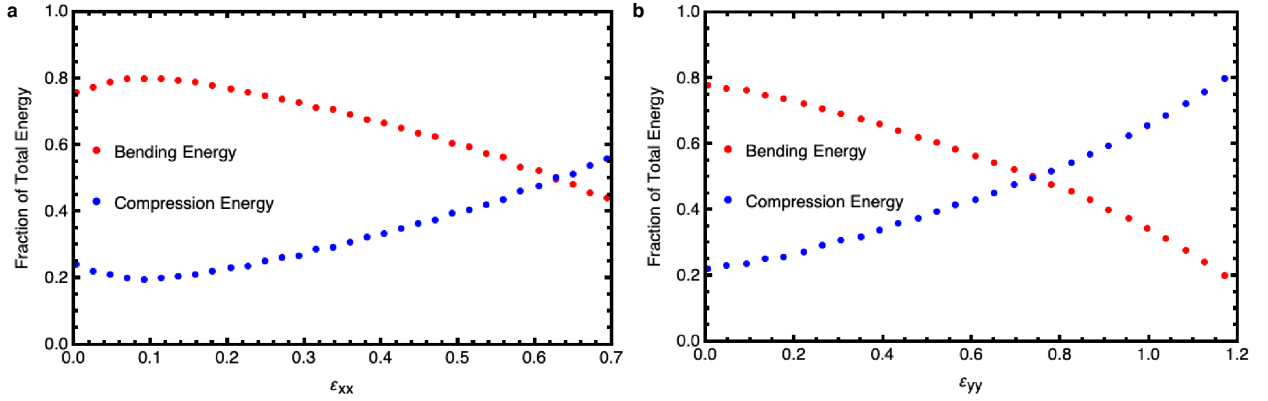 a
1.0
0.8
0.6
0.4
0.2
0.0
Fraction of Total Energy
Bending Energy
Compression Energy
0.0 0.1 0.2 0.3 0.4 0.5 0.6 0.7
εxx
b
1.0
0.8
0.6
0.4
0.2
0.0
Fraction of Total Energy
Bending Energy
Compression Energy
0.0 0.2 0.4 0.6 0.8 1.0 1.2
εyy